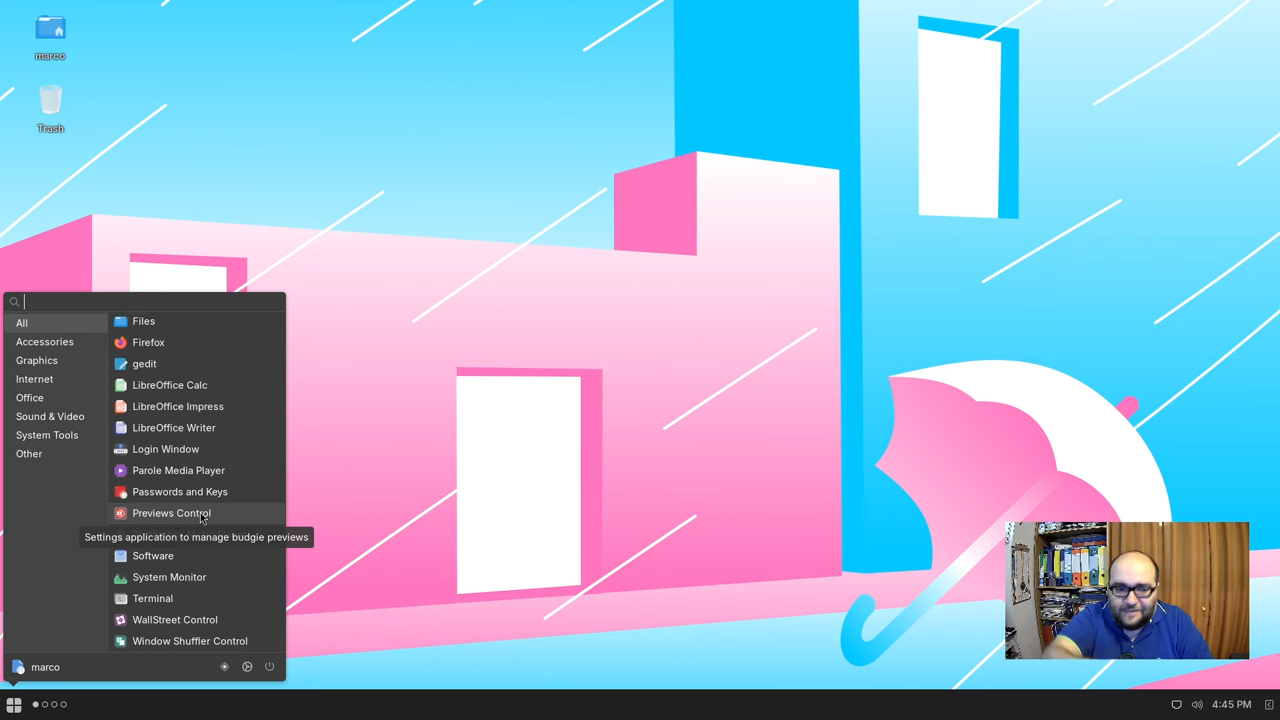 marco
Trash
All
Accessories
Graphics
Internet
Office
Sound & Video
System Tools
Other
Files
Firefox
gedit
LibreOffice Calc
LibreOffice Impress
LibreOffice Writer
Login Window
Parole Media Player
Passwords and Keys
Previews Control
Settings application to manage budgie previews
Software
System Monitor
Terminal
WallStreet Control
Window Shuffler Control
marco
4:45 PM